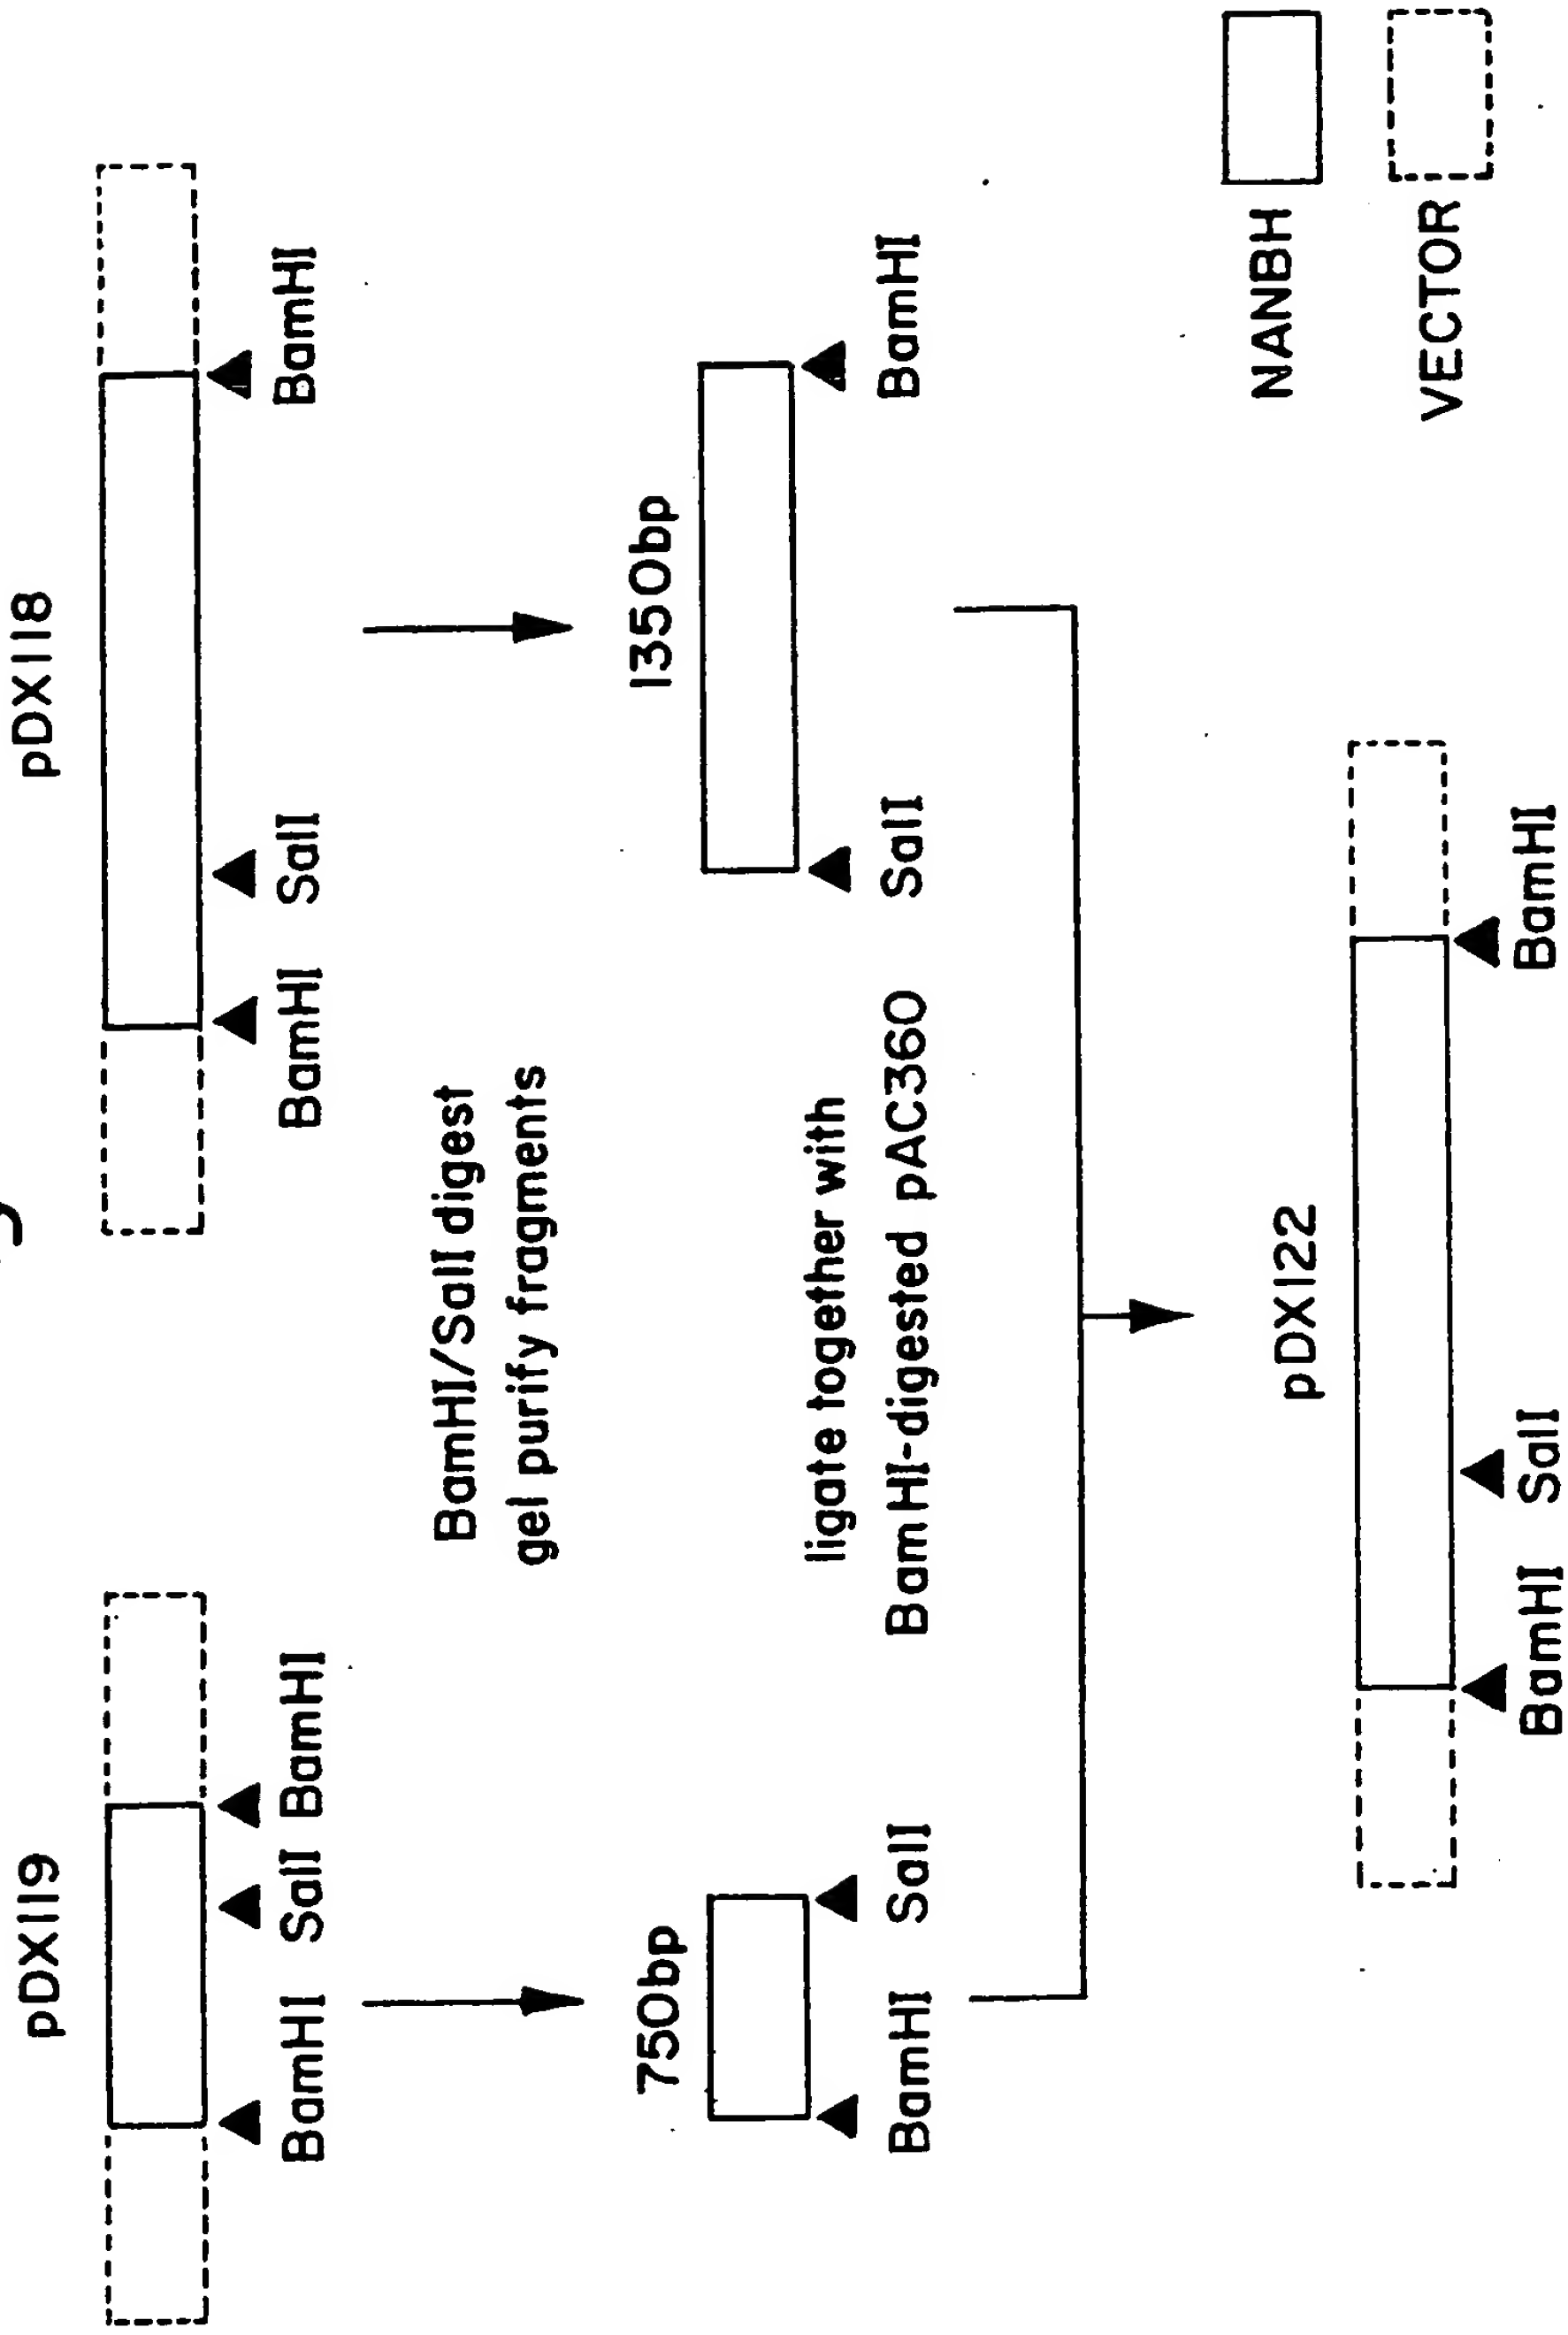 pDX119
pDX118
BamHI SalI BamHI
BamHI SalI BamHI
BamHI/SalI digest
gel purify fragments
750bp
1350bp
BamHI SalI
SalI BamHI
ligate together with
BamHI-digested pAC360
pDX122
BamHI SalI BamHI
NANBH
VECTOR